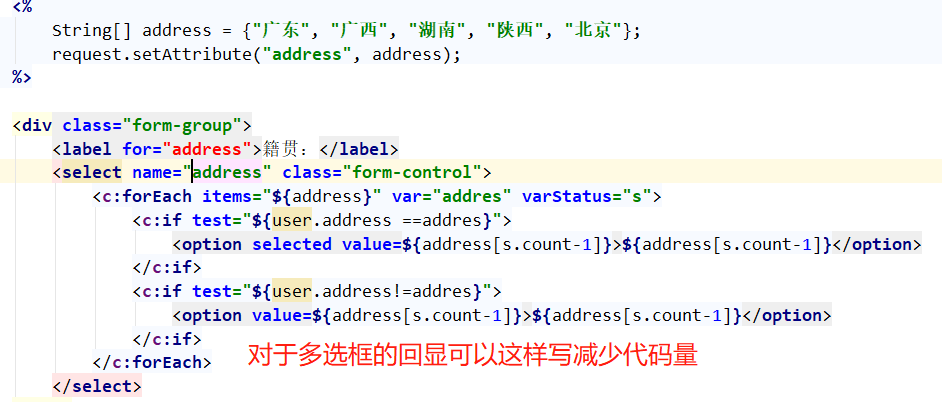 <%
String[] address = {"广东", "广西", "湖南", "陕西", "北京"};
request.setAttribute("address", address);
%>
<div class="form-group">
<label for="address">籍贯：</label>
<select name="address" class="form-control">
<c:forEach items="${address}" var="addres" varStatus="s">
<c:if test="${user.address ==addres}">
<option selected value=${address[s.count-1]}>${address[s.count-1]}</option>
</c:if>
<c:if test="${user.address!=addres}">
<option value=${address[s.count-1]}>${address[s.count-1]}</option>
</c:if>
</c:forEach>
对于多选框的回显可以这样写减少代码量
</select>